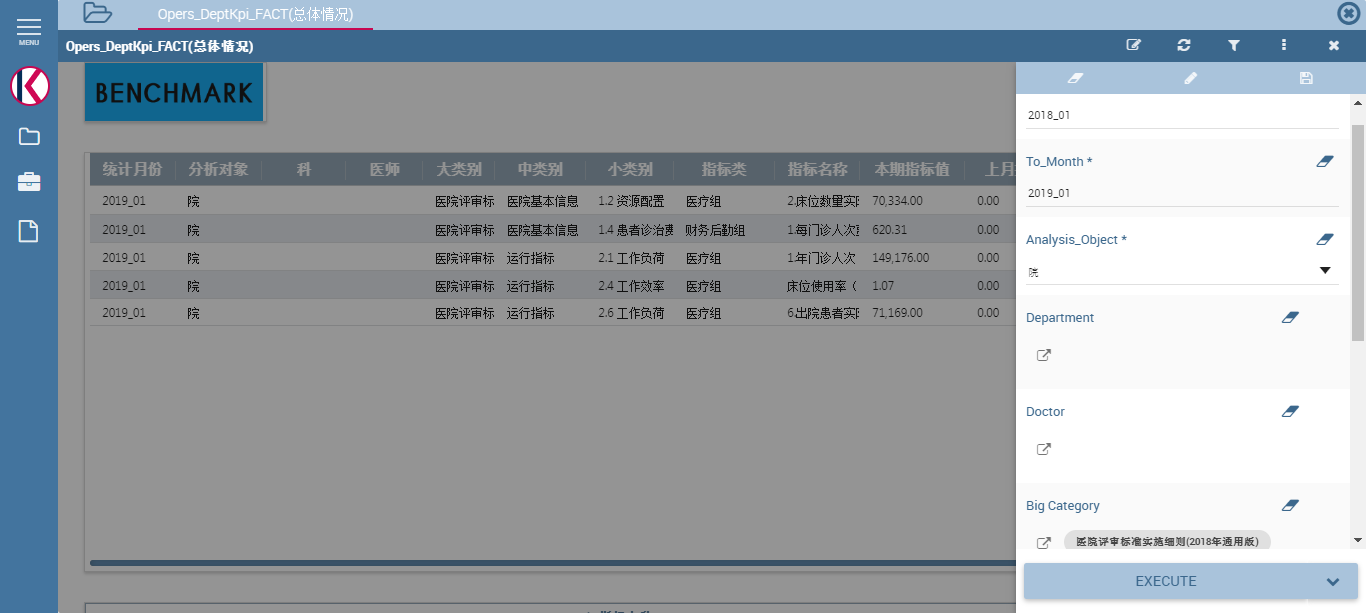 Opers_DeptKpi_FACT(总体情况)
MENU
Opers_DeptKpi_FACT(总体情况)
BENCHMARK
统计月份 分析对象 科 医师 大类别 中类别 小类别 指标类 指标名称 本期指标值 上月
2019_01 院 医院评审标 医院基本信息 1.2 资源配置 医疗组 2.床位数量实 70,334.00 0.00
2019_01 院 医院评审标 医院基本信息 1.4 患者诊治 财务后勤组 1.每门诊人次 620.31 0.00
2019_01 院 医院评审标 运行指标 2.1 工作负荷 医疗组 1.年门诊人次 149,176.00 0.00
2019_01 院 医院评审标 运行指标 2.4 工作效率 医疗组 床位使用率（ 1.07 0.00
2019_01 院 医院评审标 运行指标 2.6 工作负荷 医疗组 6.出院患者实 71,169.00 0.00
2018_01
To_Month *
2019_01
Analysis_Object *
院
Department
Doctor
Big Category
医院评审标准实施细则(2018年通用版)
EXECUTE